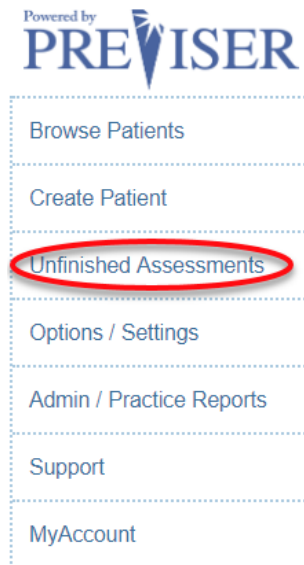 Powered by
PREVISER
Browse Patients
Create Patient
Unfinished Assessments
Options / Settings
Admin / Practice Reports
Support
MyAccount